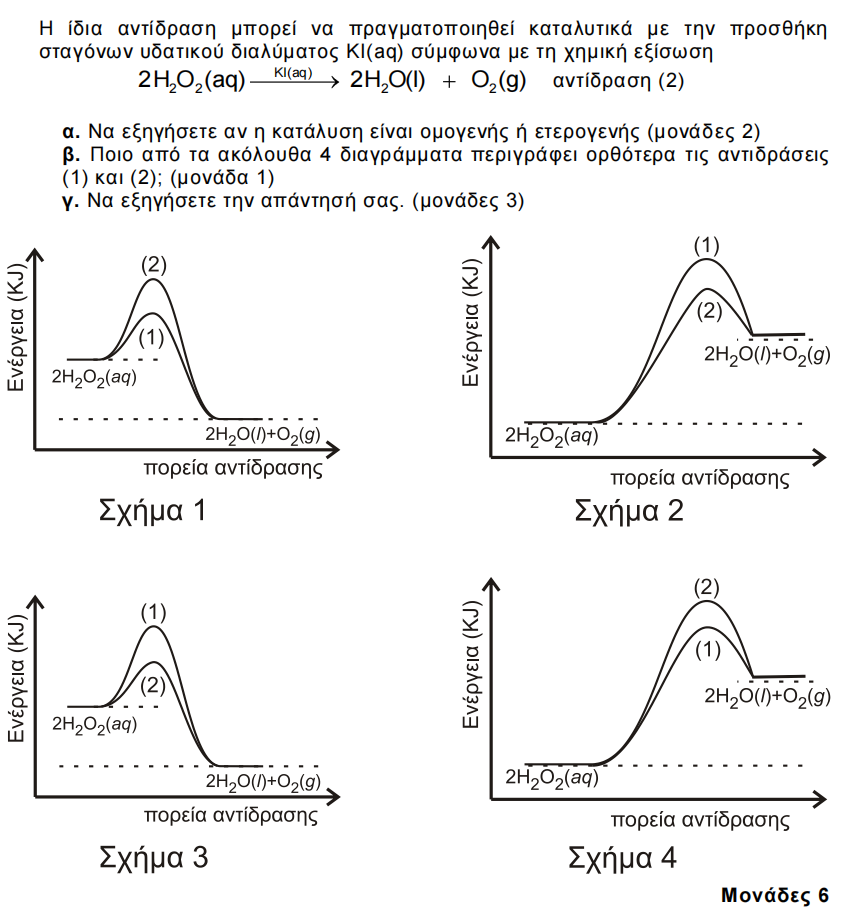 Η ίδια αντίδραση μπορεί να πραγματοποιηθεί καταλυτικά με την προσθήκη
σταγόνων υδατικού διαλύματος KI(aq) σύμφωνα με τη χημική εξίσωση
KI(aq)
2H₂O₂(aq) ⟶ 2H₂O(l) + O₂(g) αντίδραση (2)
α. Να εξηγήσετε αν η κατάλυση είναι ομογενής ή ετερογενής (μονάδες 2)
β. Ποιο από τα ακόλουθα 4 διαγράμματα περιγράφει ορθότερα τις αντιδράσεις
(1) και (2); (μονάδα 1)
γ. Να εξηγήσετε την απάντησή σας. (μονάδες 3)
Ενέργεια (KJ)
(2)
(1)
2H₂O₂(aq)
2H₂O(l)+O₂(g)
πορεία αντίδρασης
Σχήμα 1
Ενέργεια (KJ)
(1)
(2)
2H₂O(l)+O₂(g)
2H₂O₂(aq)
πορεία αντίδρασης
Σχήμα 2
Ενέργεια (KJ)
(1)
(2)
2H₂O₂(aq)
2H₂O(l)+O₂(g)
πορεία αντίδρασης
Σχήμα 3
Ενέργεια (KJ)
(2)
(1)
2H₂O(l)+O₂(g)
2H₂O₂(aq)
πορεία αντίδρασης
Σχήμα 4
Μονάδες 6